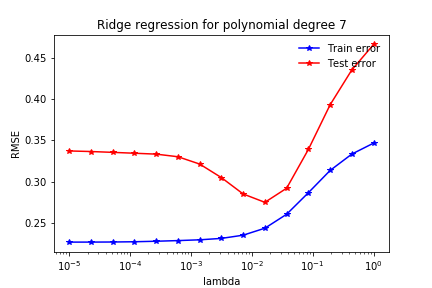 Ridge regression for polynomial degree 7
Train error
Test error
RMSE
0.45
0.40
0.35
0.30
0.25
10⁻⁵
10⁻⁴
10⁻³
10⁻²
10⁻¹
10⁰
lambda